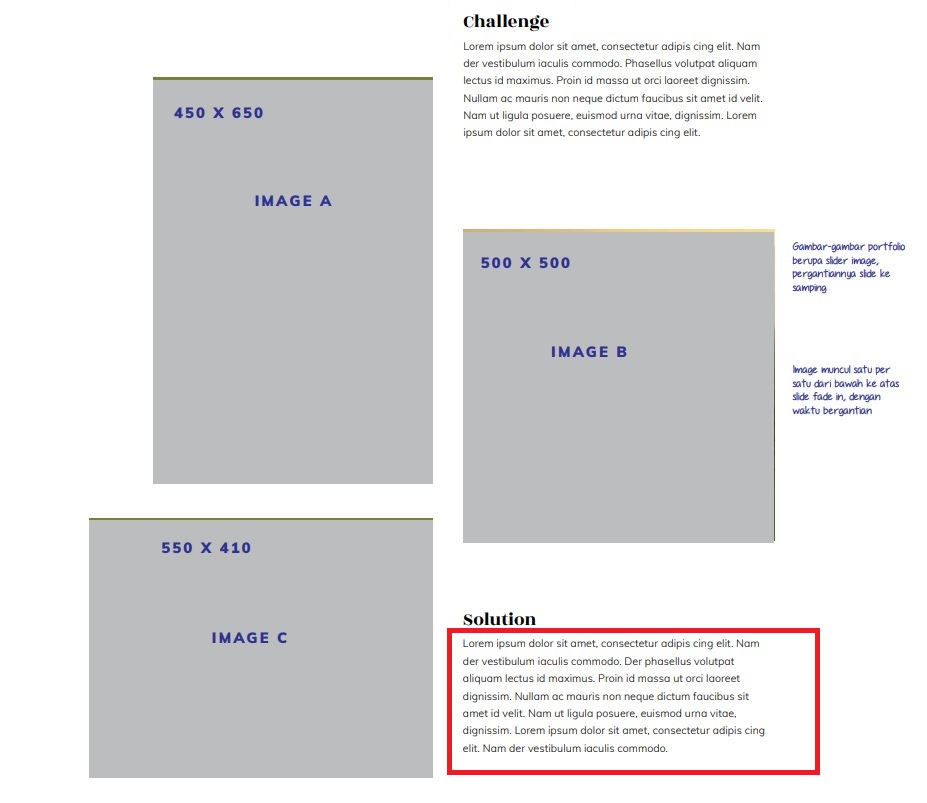 Challenge
Lorem ipsum dolor sit amet, consectetur adipis cing elit. Nam
der vestibulum iaculis commodo. Phasellus volutpat aliquam
lectus id maximus. Proin id massa ut orci laoreet dignissim.
Nullam ac mauris non neque dictum faucibus sit amet id velit.
Nam ut ligula posuere, euismod urna vitae, dignissim. Lorem
ipsum dolor sit amet, consectetur adipis cing elit.
450 X 650
IMAGE A
500 X 500
IMAGE B
Gambar-gambar portfolio
berupa slider image,
pergantiannya slide ke
samping
Image muncul satu per
satu dari bawah ke atas
slide fade in, dengan
waktu bergantian
550 X 410
IMAGE C
Solution
Lorem ipsum dolor sit amet, consectetur adipis cing elit. Nam
der vestibulum iaculis commodo. Der phasellus volutpat
aliquam lectus id maximus. Proin id massa ut orci laoreet
dignissim. Nullam ac mauris non neque dictum faucibus sit
amet id velit. Nam ut ligula posuere, euismod urna vitae,
dignissim. Lorem ipsum dolor sit amet, consectetur adipis cing
elit. Nam der vestibulum iaculis commodo.